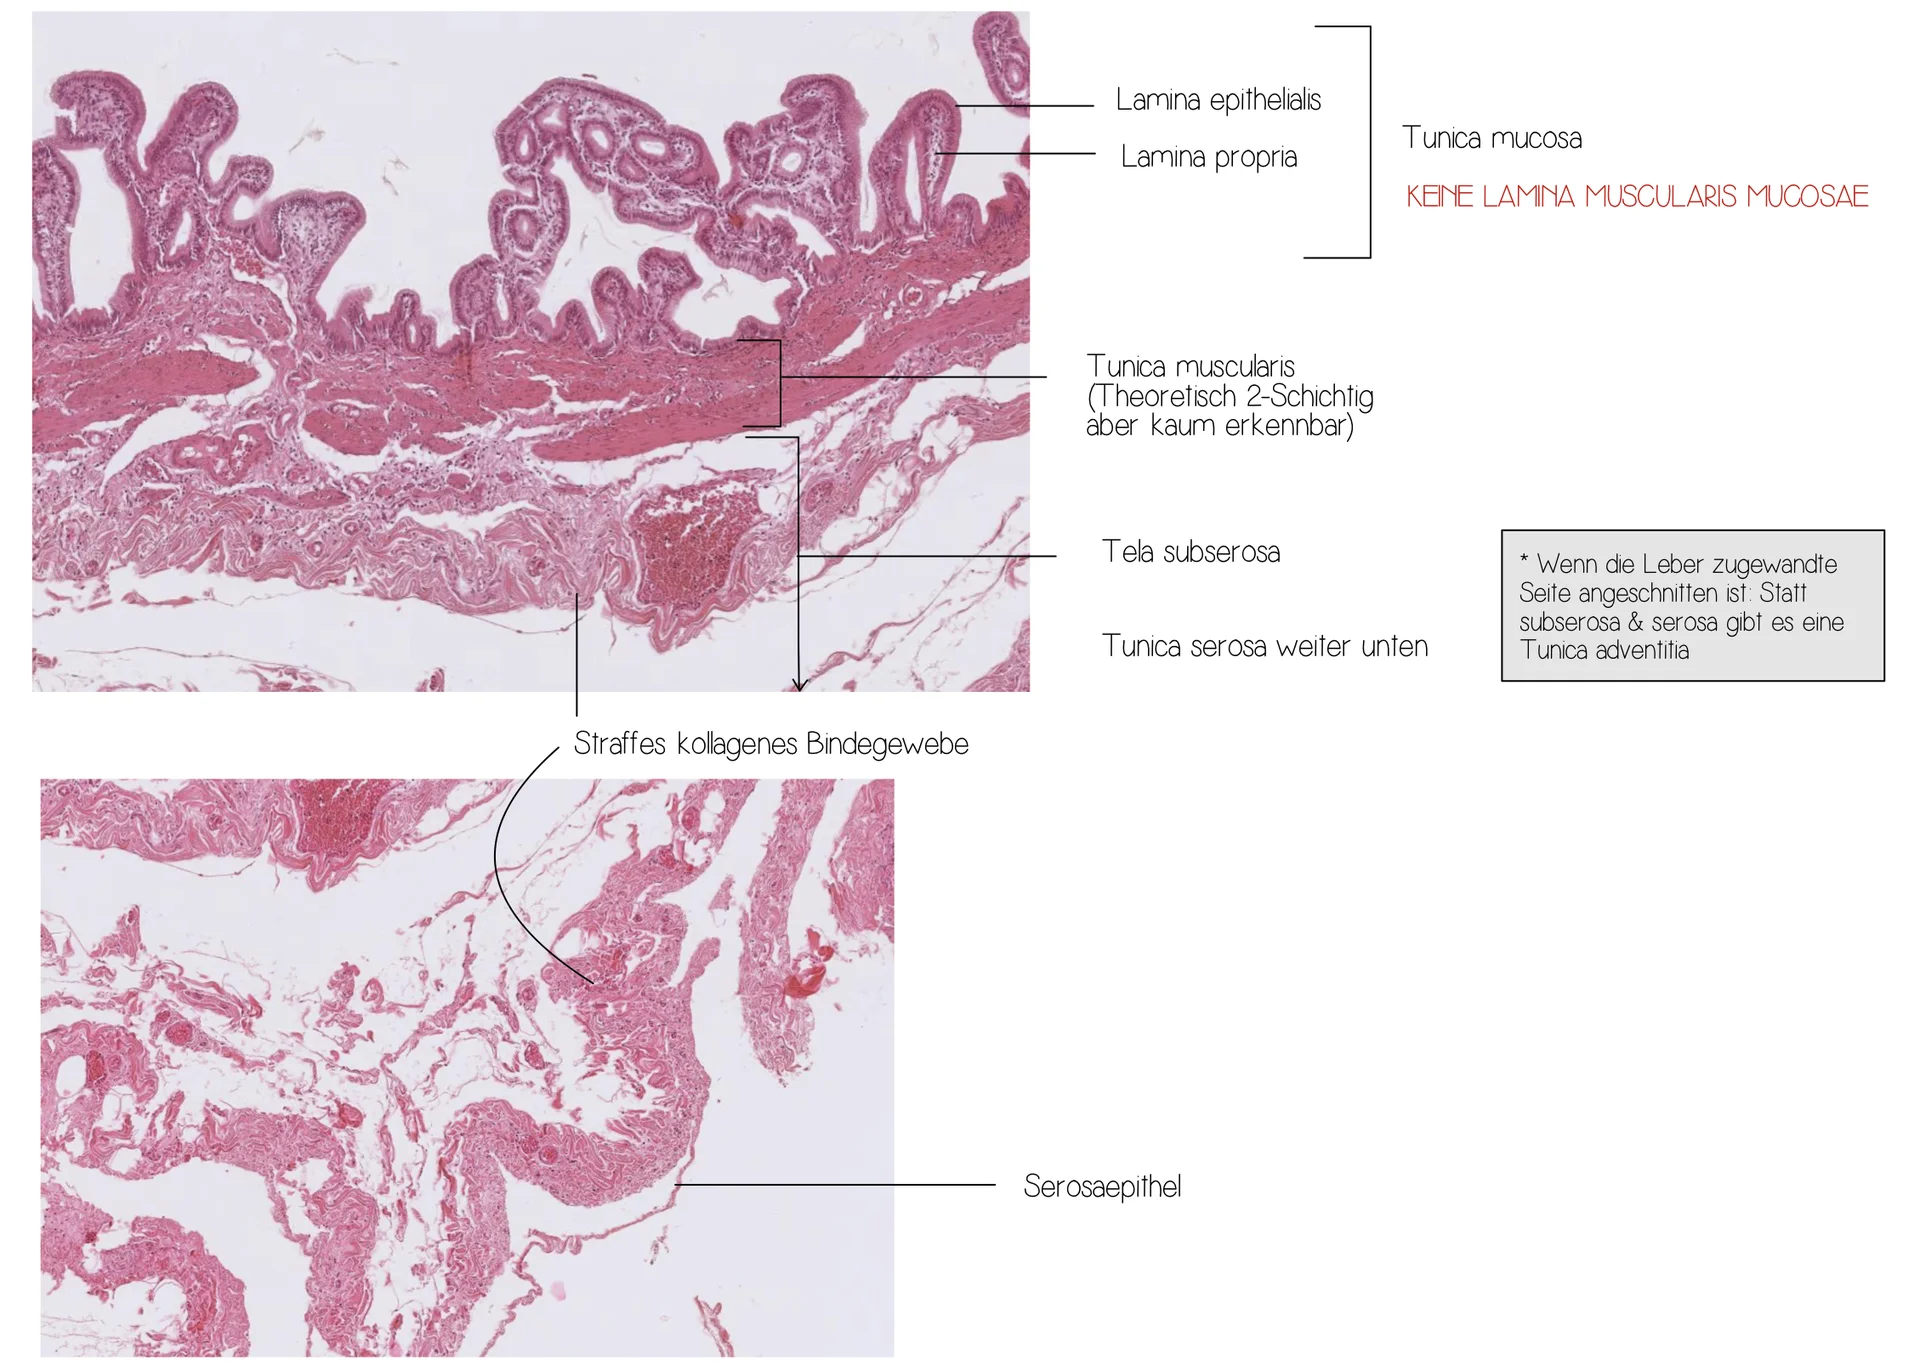 Lamina epithelialis
Lamina propria
Tunica mucosa
KEINE LAMINA MUSCULARIS MUCOSAE
Tunica muscularis
(Theoretisch 2-Schichtig
aber kaum erkennbar)
Tela subserosa
Tunica serosa weiter unten
* Wenn die Leber zugewandte
Seite angeschnitten ist: Statt
subserosa & serosa gibt es eine
Tunica adventitia
Straffes kollagenes Bindegewebe
Serosaepithel